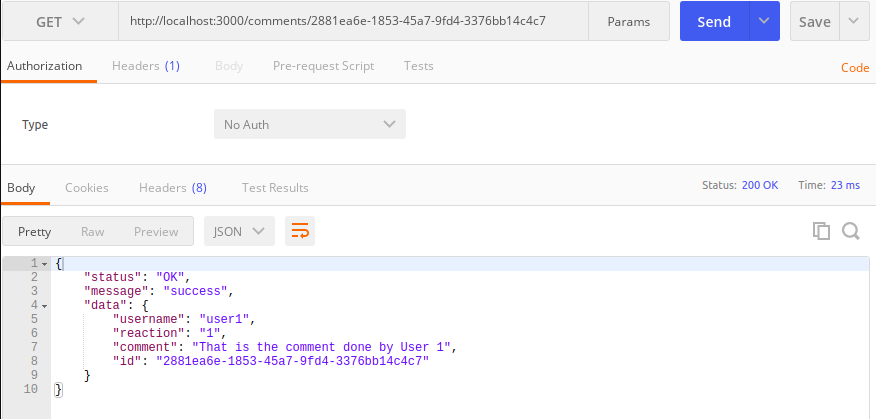 GET http://localhost:3000/comments/2881ea6e-1853-45a7-9fd4-3376bb14c4c7 Params Send Save
Authorization Headers (1) Body Pre-request Script Tests Code
Type No Auth
Body Cookies Headers (8) Test Results Status: 200 OK Time: 23 ms
Pretty Raw Preview JSON
1 {
2 "status": "OK",
3 "message": "success",
4 "data": {
5 "username": "user1",
6 "reaction": "1",
7 "comment": "That is the comment done by User 1",
8 "id": "2881ea6e-1853-45a7-9fd4-3376bb14c4c7"
9 }
10 }